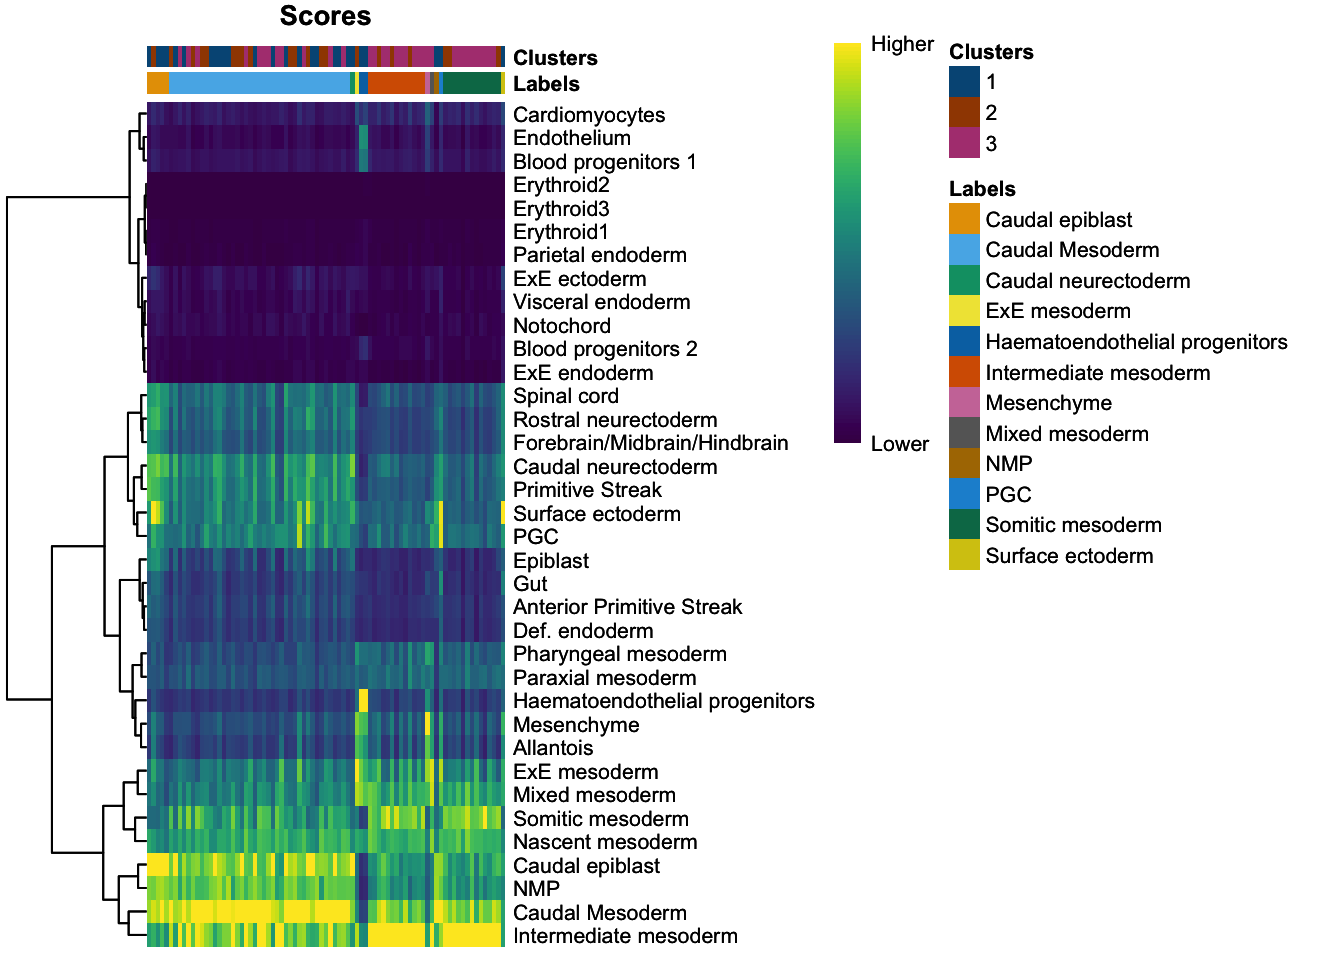 Scores
Clusters
Labels
Cardiomyocytes
Endothelium
Blood progenitors 1
Erythroid2
Erythroid3
Erythroid1
Parietal endoderm
ExE ectoderm
Visceral endoderm
Notochord
Blood progenitors 2
ExE endoderm
Spinal cord
Rostral neurectoderm
Forebrain/Midbrain/Hindbrain
Caudal neurectoderm
Primitive Streak
Surface ectoderm
PGC
Epiblast
Gut
Anterior Primitive Streak
Def. endoderm
Pharyngeal mesoderm
Paraxial mesoderm
Haematoendothelial progenitors
Mesenchyme
Allantois
ExE mesoderm
Mixed mesoderm
Somitic mesoderm
Nascent mesoderm
Caudal epiblast
NMP
Caudal Mesoderm
Intermediate mesoderm
Higher
Lower
Clusters
1
2
3
Labels
Caudal epiblast
Caudal Mesoderm
Caudal neurectoderm
ExE mesoderm
Haematoendothelial progenitors
Intermediate mesoderm
Mesenchyme
Mixed mesoderm
NMP
PGC
Somitic mesoderm
Surface ectoderm